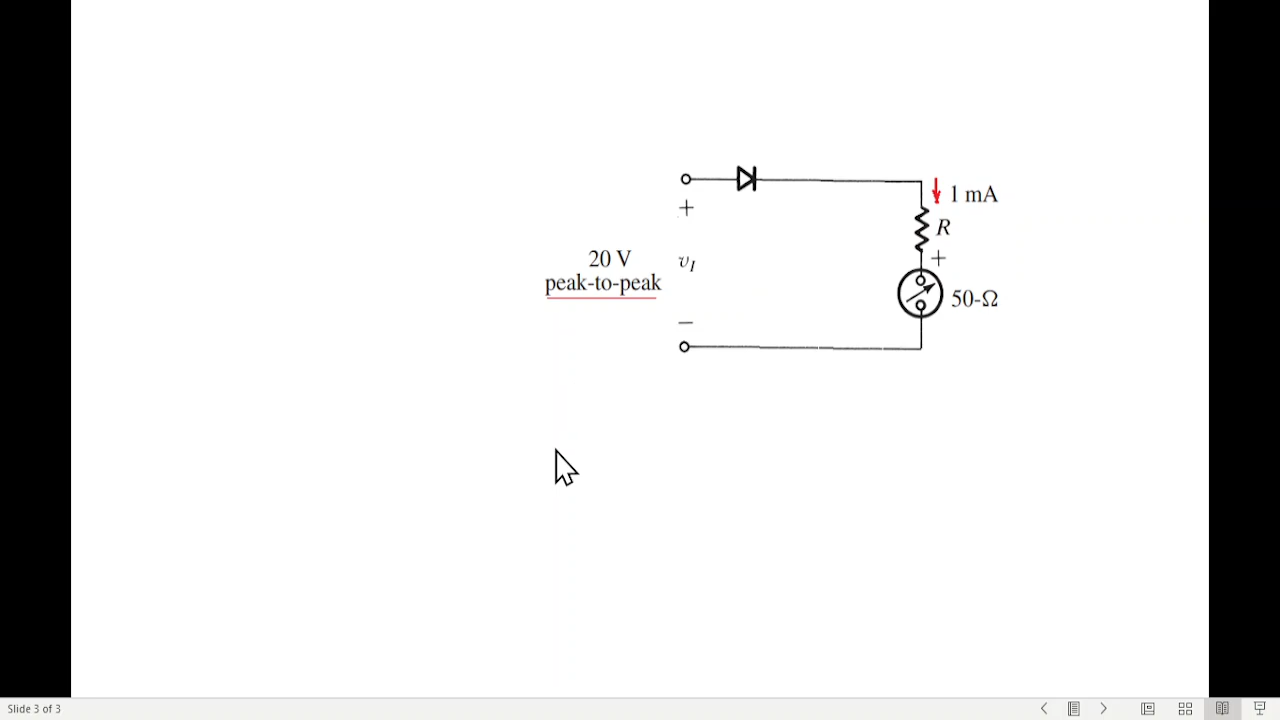 1 mA
R
+
+
20 V
v_I
peak-to-peak
+
50-Ω
−
Slide 3 of 3